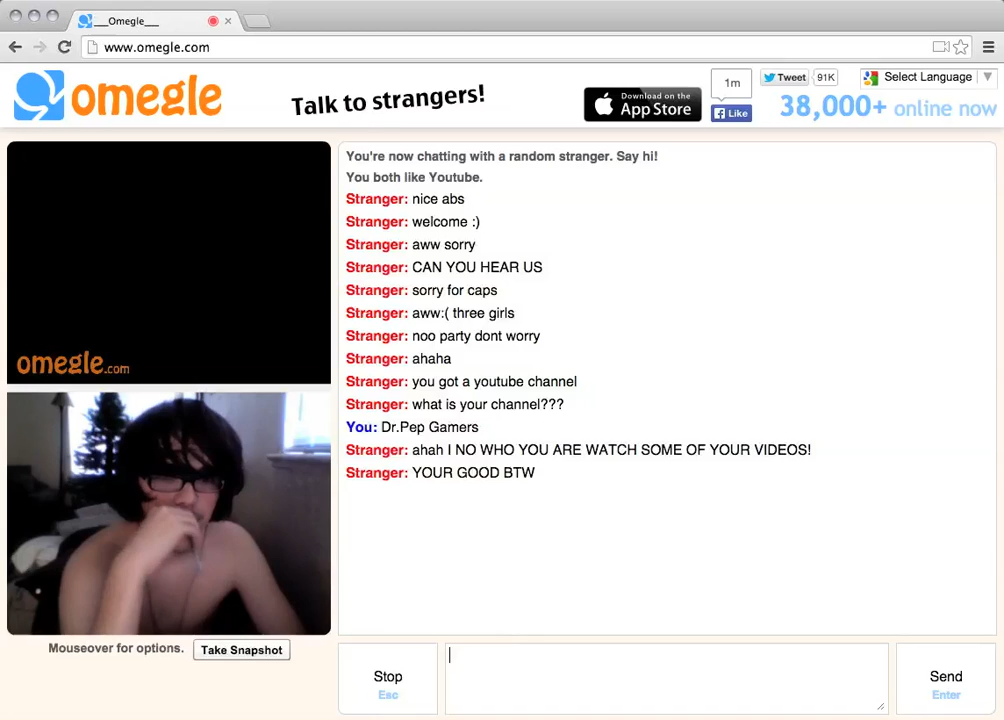 ___Omegle___
www.omegle.com
omegle
Talk to strangers!
Download on the
App Store
1m
Like
Tweet
91K
Select Language
38,000+ online now
omegle.com
You're now chatting with a random stranger. Say hi!
You both like Youtube.
Stranger: nice abs
Stranger: welcome :)
Stranger: aww sorry
Stranger: CAN YOU HEAR US
Stranger: sorry for caps
Stranger: aww:( three girls
Stranger: noo party dont worry
Stranger: ahaha
Stranger: you got a youtube channel
Stranger: what is your channel???
You: Dr.Pep Gamers
Stranger: ahah I NO WHO YOU ARE WATCH SOME OF YOUR VIDEOS!
Stranger: YOUR GOOD BTW
Mouseover for options.
Take Snapshot
Stop
Esc
Send
Enter